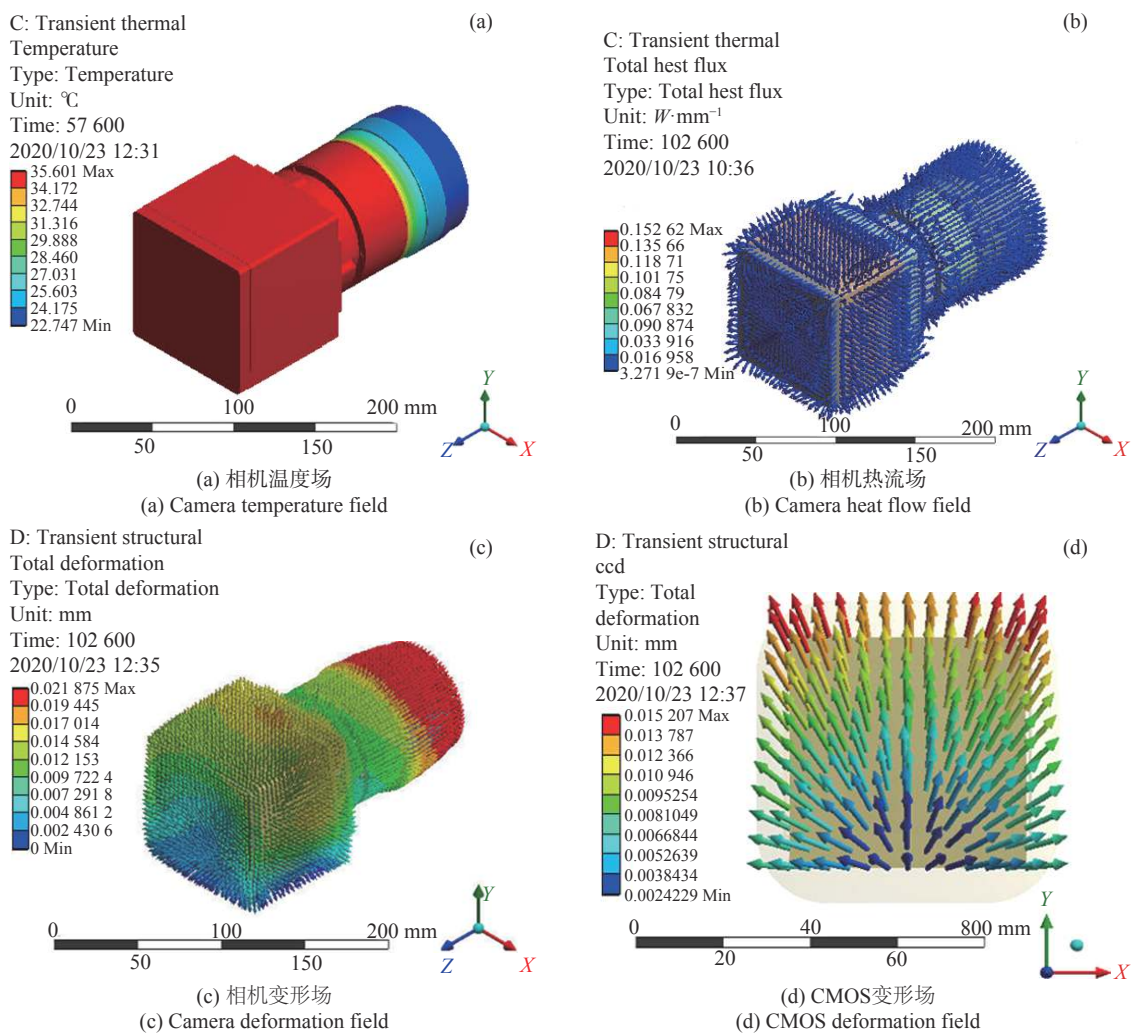 C: Transient thermal
Temperature
Type: Temperature
Unit: ℃
Time: 57 600
2020/10/23 12:31
35.601 Max
34.172
32.744
31.316
29.888
28.460
27.031
25.603
24.175
22.747 Min
(a)
0 100 200 mm
50 150
Y
Z X
(a) 相机温度场
(a) Camera temperature field
C: Transient thermal
Total hest flux
Type: Total hest flux
Unit: W·mm⁻¹
Time: 102 600
2020/10/23 10:36
0.152 62 Max
0.135 66
0.118 71
0.101 75
0.084 79
0.067 832
0.090 874
0.033 916
0.016 958
3.271 9e-7 Min
(b)
0 100 200 mm
50 150
Y
Z X
(b) 相机热流场
(b) Camera heat flow field
D: Transient structural
Total deformation
Type: Total deformation
Unit: mm
Time: 102 600
2020/10/23 12:35
0.021 875 Max
0.019 445
0.017 014
0.014 584
0.012 153
0.009 722 4
0.007 291 8
0.004 861 2
0.002 430 6
0 Min
(c)
0 100 200 mm
50 150
Y
Z X
(c) 相机变形场
(c) Camera deformation field
D: Transient structural
ccd
Type: Total
deformation
Unit: mm
Time: 102 600
2020/10/23 12:37
0.015 207 Max
0.013 787
0.012 366
0.010 946
0.0095254
0.0081049
0.0066844
0.0052639
0.0038434
0.0024229 Min
(d)
0 40 800 mm
20 60
Y
X
(d) CMOS变形场
(d) CMOS deformation field